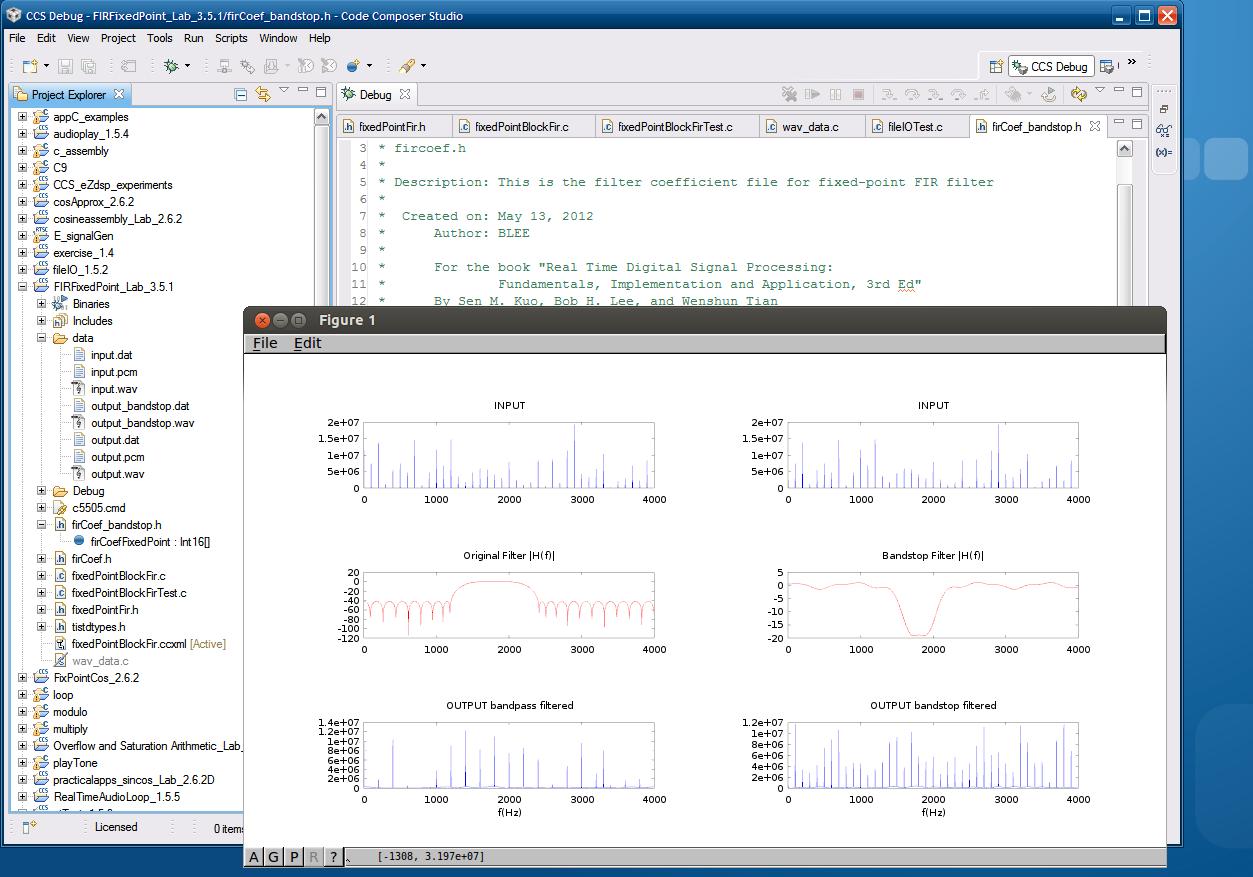 CCS Debug - FIRFixedPoint_Lab_3.5.1/firCoef_bandstop.h - Code Composer Studio
File Edit View Project Tools Run Scripts Window Help
CCS Debug »
Project Explorer
Debug
fixedPointFir.h fixedPointBlockFir.c fixedPointBlockFirTest.c wav_data.c fileIOTest.c firCoef_bandstop.h
(x)=
appC_examples
audioplay_1.5.4
c_assembly
C9
CCS_eZdsp_experiments
cosApprox_2.6.2
cosineassembly_Lab_2.6.2
E_signalGen
exercise_1.4
fileIO_1.5.2
FIRFixedPoint_Lab_3.5.1
Binaries
Includes
data
input.dat
input.pcm
input.wav
output_bandstop.dat
output_bandstop.wav
output.dat
output.pcm
output.wav
Debug
c5505.cmd
firCoef_bandstop.h
firCoefFixedPoint : Int16[]
firCoef.h
fixedPointBlockFir.c
fixedPointBlockFirTest.c
fixedPointFir.h
tistdtypes.h
fixedPointBlockFir.ccxml [Active]
wav_data.c
FixPointCos_2.6.2
loop
modulo
multiply
Overflow and Saturation Arithmetic_Lab_
playTone
practicalapps_sincos_Lab_2.6.2D
RealTimeAudioLoop_1.5.5
Licensed 0 items
3 * fircoef.h
4 *
5 * Description: This is the filter coefficient file for fixed-point FIR filter
6 *
7 * Created on: May 13, 2012
8 * Author: BLEE
9 *
10 * For the book "Real Time Digital Signal Processing:
11 * Fundamentals, Implementation and Application, 3rd Ed"
12 * By Sen M. Kuo, Bob H. Lee, and Wenshun Tian
Figure 1
File Edit
INPUT
2e+07
1.5e+07
1e+07
5e+06
0
0 1000 2000 3000 4000
INPUT
2e+07
1.5e+07
1e+07
5e+06
0
0 1000 2000 3000 4000
Original Filter |H(f)|
20
0
-20
-40
-60
-80
-100
-120
0 1000 2000 3000 4000
Bandstop Filter |H(f)|
5
0
-5
-10
-15
-20
0 1000 2000 3000 4000
OUTPUT bandpass filtered
1.4e+07
1.2e+07
1e+07
8e+06
6e+06
4e+06
2e+06
0
0 1000 2000 3000 4000
f(Hz)
OUTPUT bandstop filtered
1.2e+07
1e+07
8e+06
6e+06
4e+06
2e+06
0
0 1000 2000 3000 4000
f(Hz)
A G P R ? [-1308, 3.197e+07]